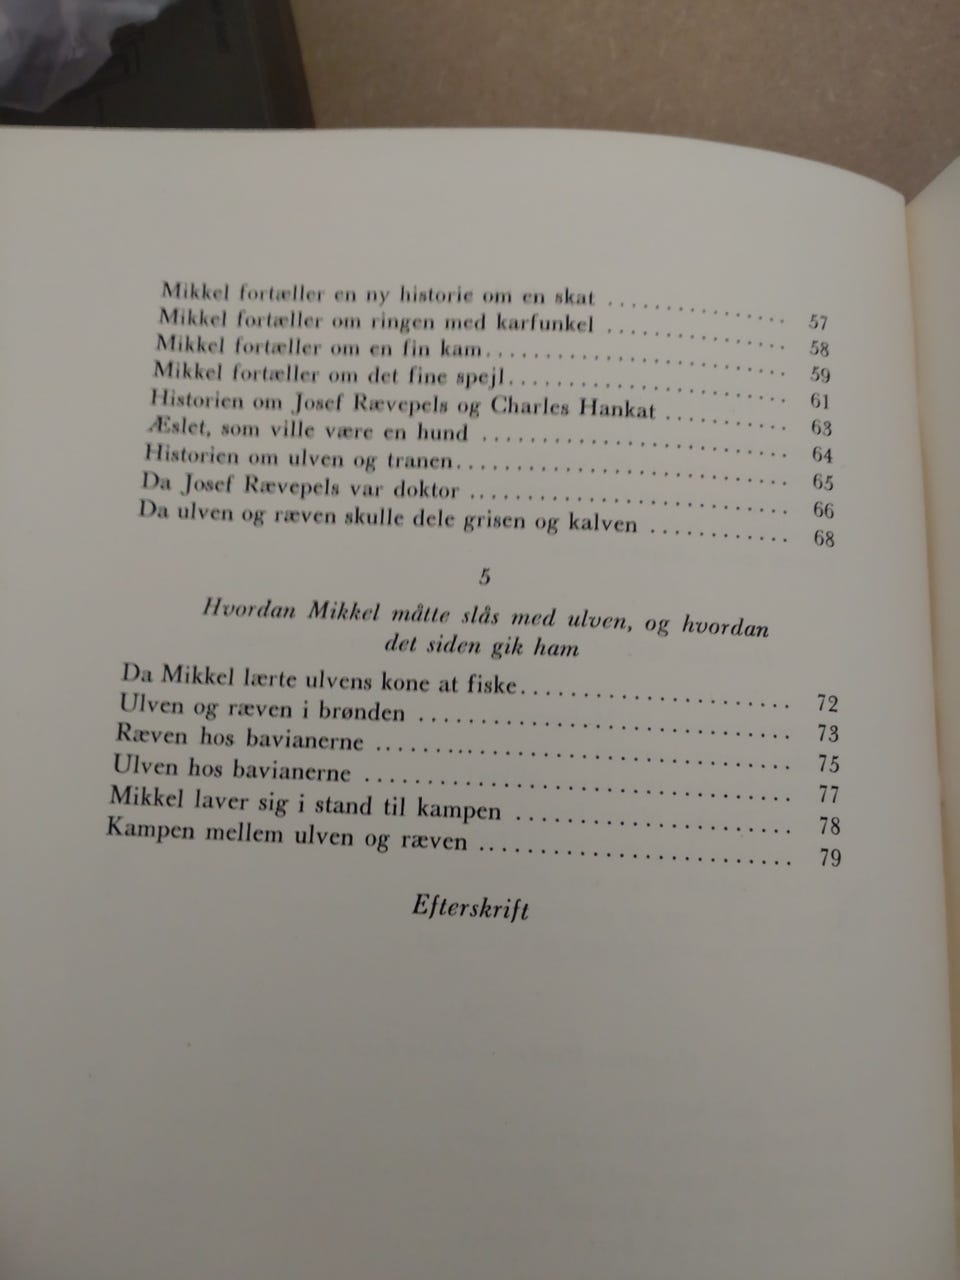 Mikkel fortæller en ny historie om en skat .................. 57
Mikkel fortæller om ringen med karfunkel .................. 58
Mikkel fortæller om en fin kam.............................. 59
Mikkel fortæller om det fine spejl............................ 61
Historien om Josef Rævepels og Charles Hankat ............ 63
Æslet, som ville være en hund .............................. 64
Historien om ulven og tranen................................ 65
Da Josef Rævepels var doktor .............................. 66
Da ulven og ræven skulle dele grisen og kalven ............ 68
5
Hvordan Mikkel måtte slås med ulven, og hvordan
det siden gik ham
Da Mikkel lærte ulvens kone at fiske........................ 72
Ulven og ræven i brønden .................................. 73
Ræven hos bavianerne ...................................... 75
Ulven hos bavianerne ...................................... 77
Mikkel laver sig i stand til kampen ........................ 78
Kampen mellem ulven og ræven ............................ 79
Efterskrift